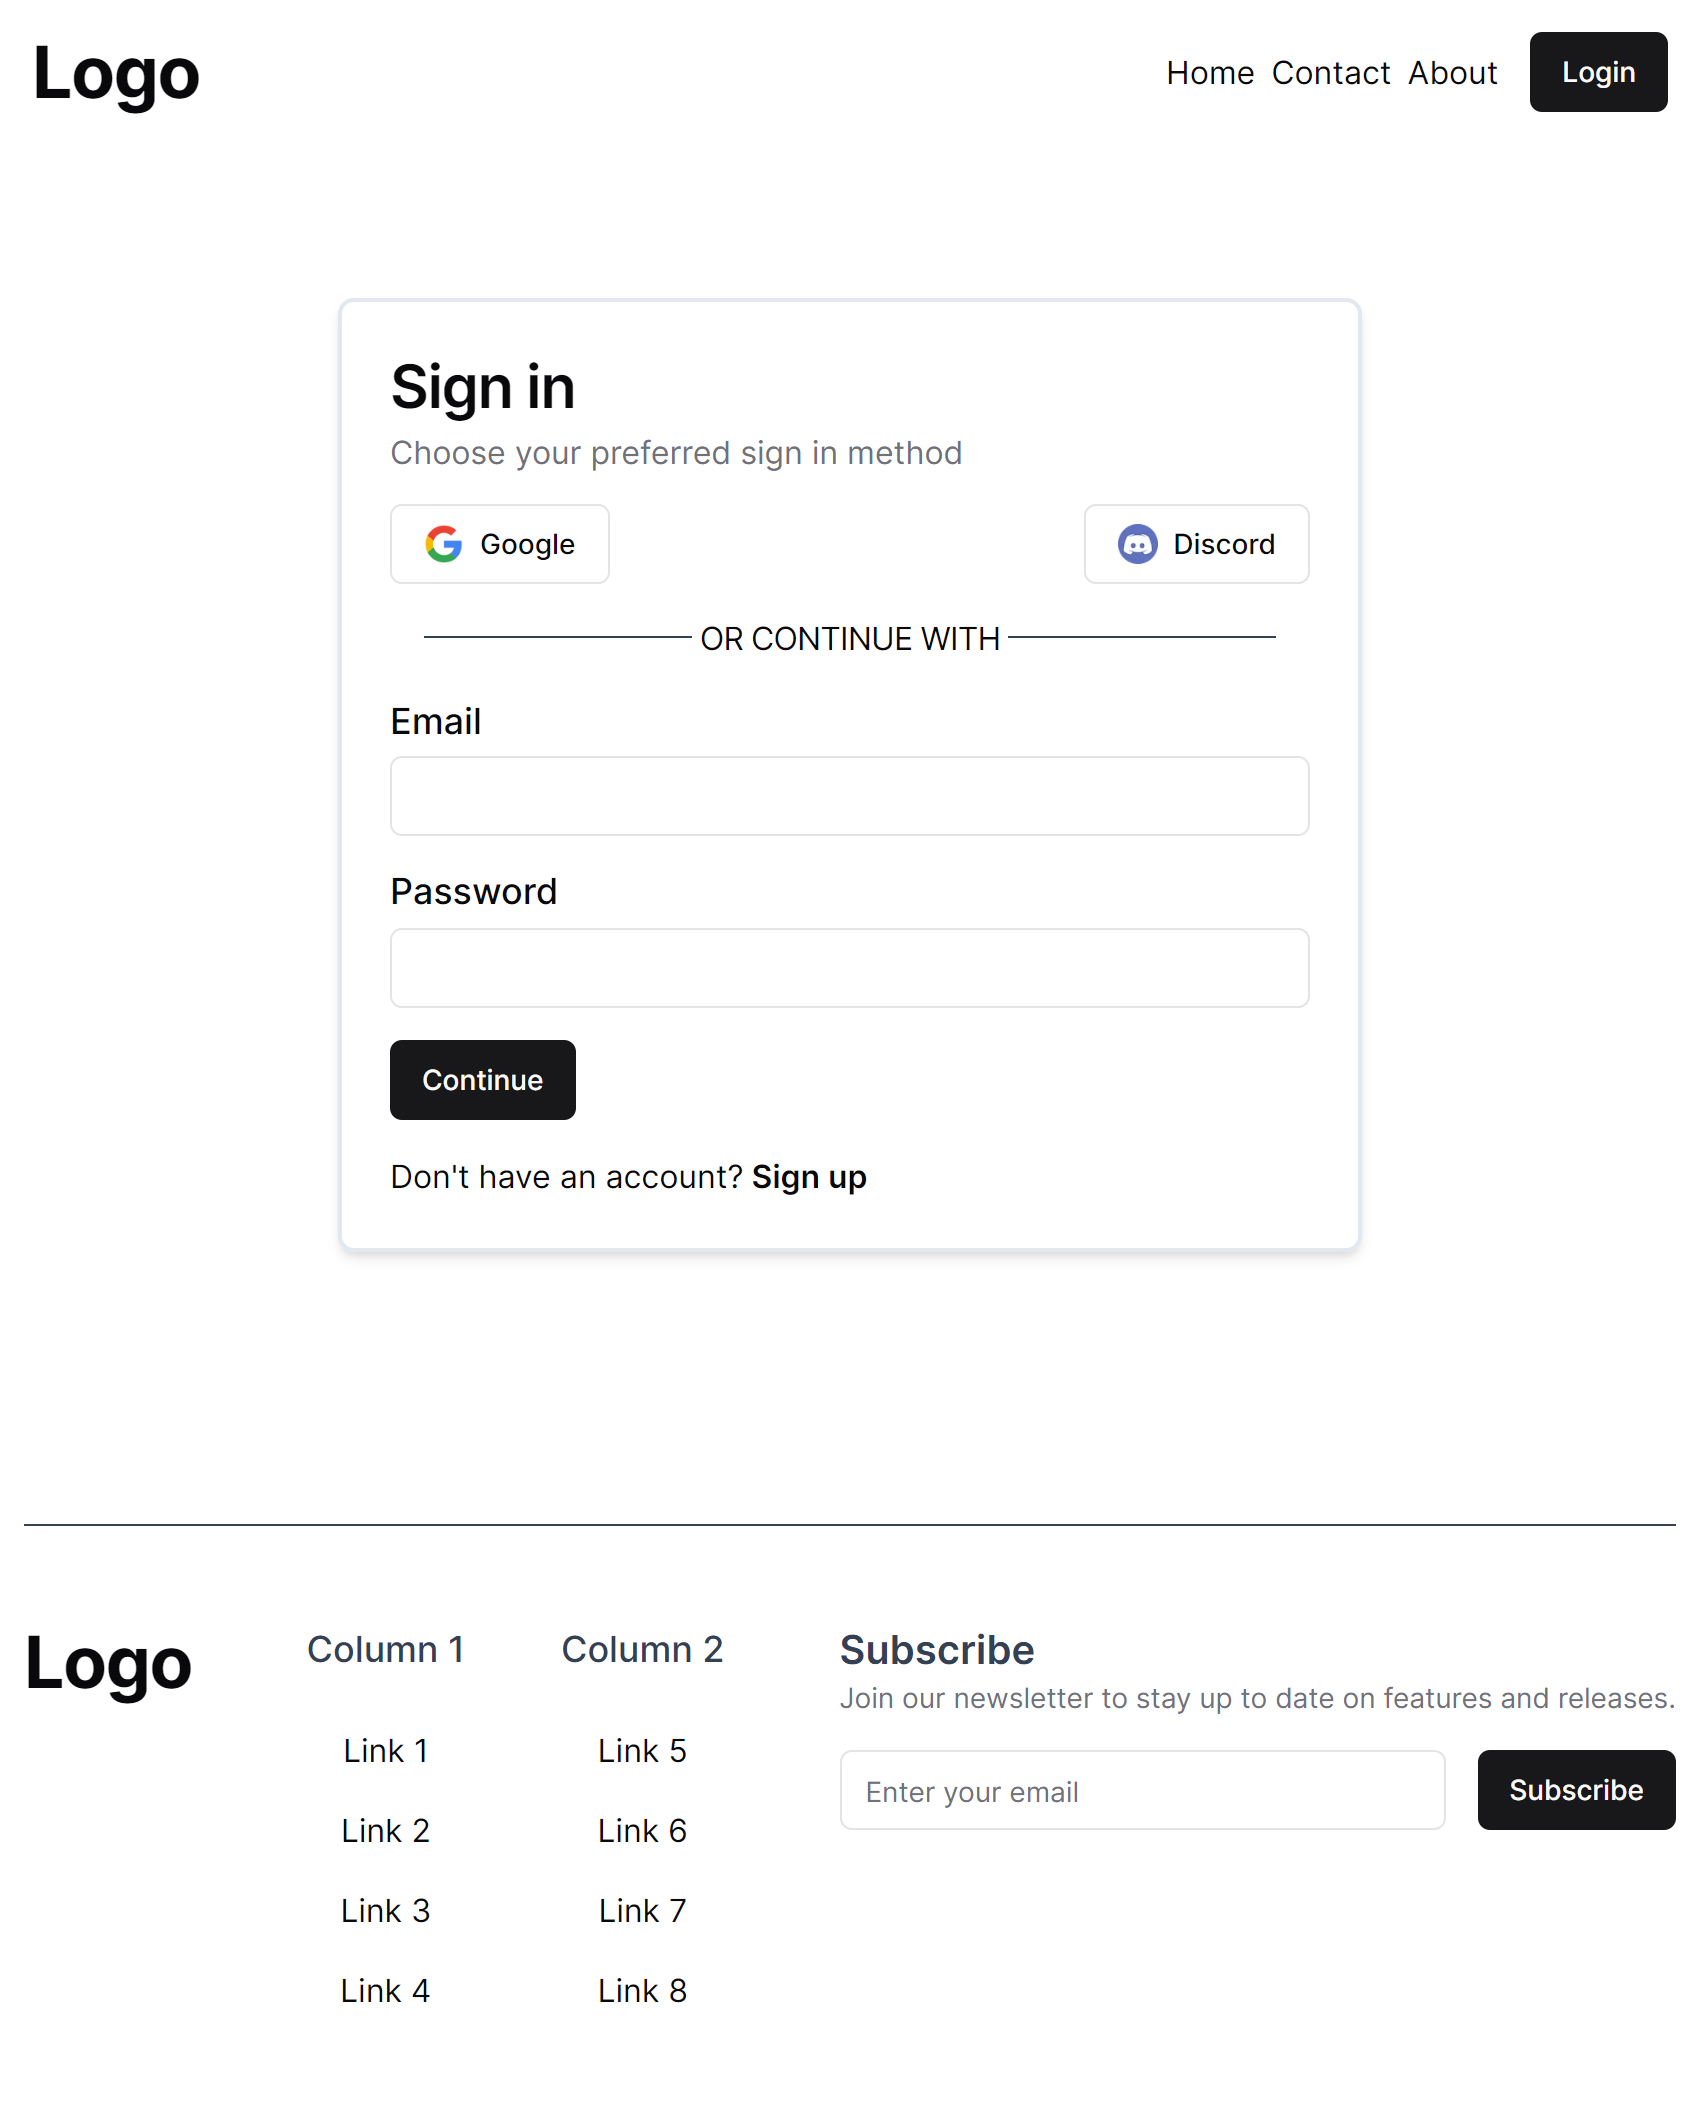 Logo
Home Contact About Login
Sign in
Choose your preferred sign in method
Google
Discord
OR CONTINUE WITH
Email
Password
Continue
Don't have an account? Sign up
Logo
Column 1
Link 1
Link 2
Link 3
Link 4
Column 2
Link 5
Link 6
Link 7
Link 8
Subscribe
Join our newsletter to stay up to date on features and releases.
Enter your email
Subscribe